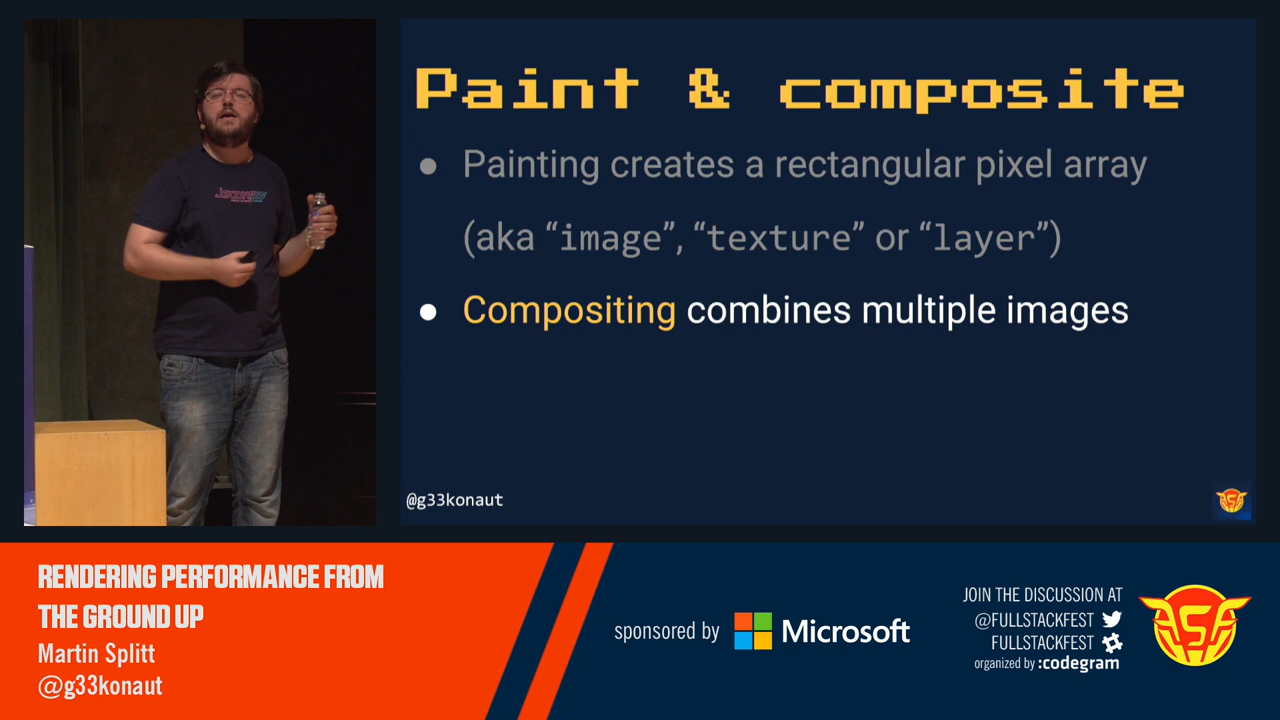 Paint & composite
● Painting creates a rectangular pixel array
(aka “image”, “texture” or “layer”)
● Compositing combines multiple images
@g33konaut
RENDERING PERFORMANCE FROM
THE GROUND UP
Martin Splitt
@g33konaut
sponsored by Microsoft
JOIN THE DISCUSSION AT
@FULLSTACKFEST
FULLSTACKFEST
organized by :codegram